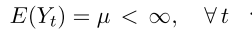 E(Y_t) = μ < ∞, ∀ t